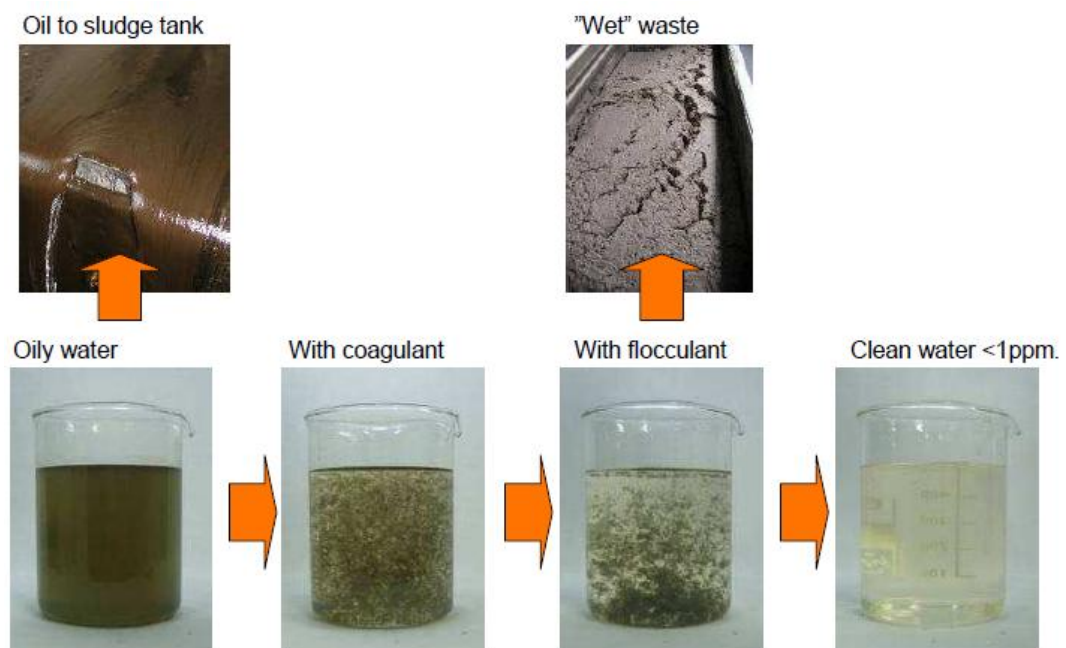 Oil to sludge tank
”Wet” waste
Oily water
With coagulant
With flocculant
Clean water <1ppm.